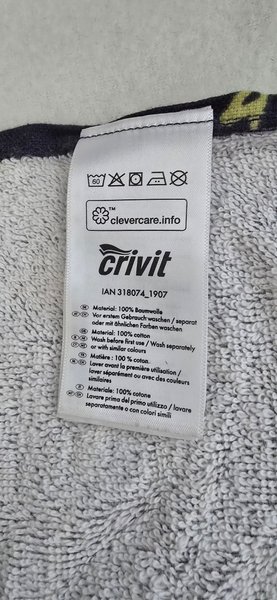 60
™
clevercare.info
crivit
IAN 318074_1907
Material: 100% Baumwolle
Vor erstem Gebrauch waschen / separat
oder mit ähnlichen Farben waschen
Material: 100% cotton
Wash before first use / Wash separately
or with similar colours
Matière : 100 % coton.
Laver avant la première utilisation /
laver séparément ou avec des couleurs
similaires
Materiale: 100% cotone
Lavare prima del primo utilizzo / lavare
separatamente o con colori simili